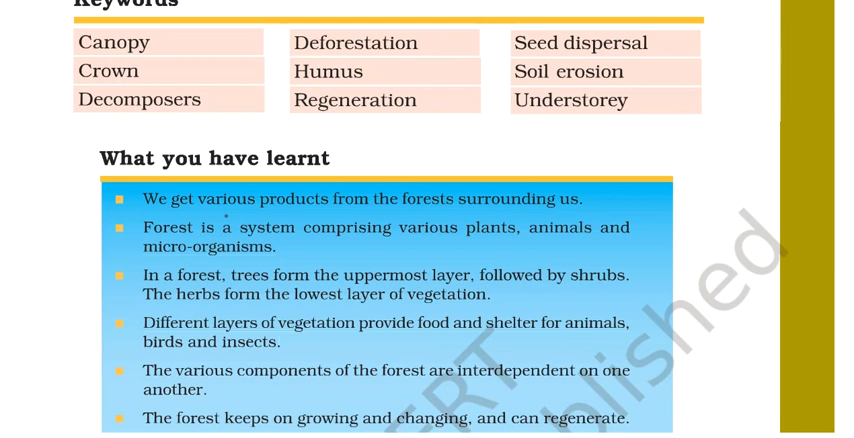 Keywords
Canopy Deforestation Seed dispersal
Crown Humus Soil erosion
Decomposers Regeneration Understorey
What you have learnt
We get various products from the forests surrounding us.
Forest is a system comprising various plants, animals and
micro-organisms.
In a forest, trees form the uppermost layer, followed by shrubs.
The herbs form the lowest layer of vegetation.
Different layers of vegetation provide food and shelter for animals,
birds and insects.
The various components of the forest are interdependent on one
another.
The forest keeps on growing and changing, and can regenerate.